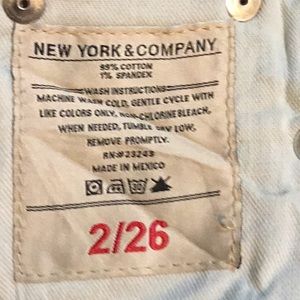 NEW YORK & COMPANY
99% COTTON
1% SPANDEX
WASH INSTRUCTIONS:
MACHINE WASH COLD, GENTLE CYCLE WITH
LIKE COLORS ONLY, NON-CHLORINE BLEACH,
WHEN NEEDED, TUMBLE DRY LOW,
REMOVE PROMPTLY.
RN#23243
MADE IN MEXICO
2/26